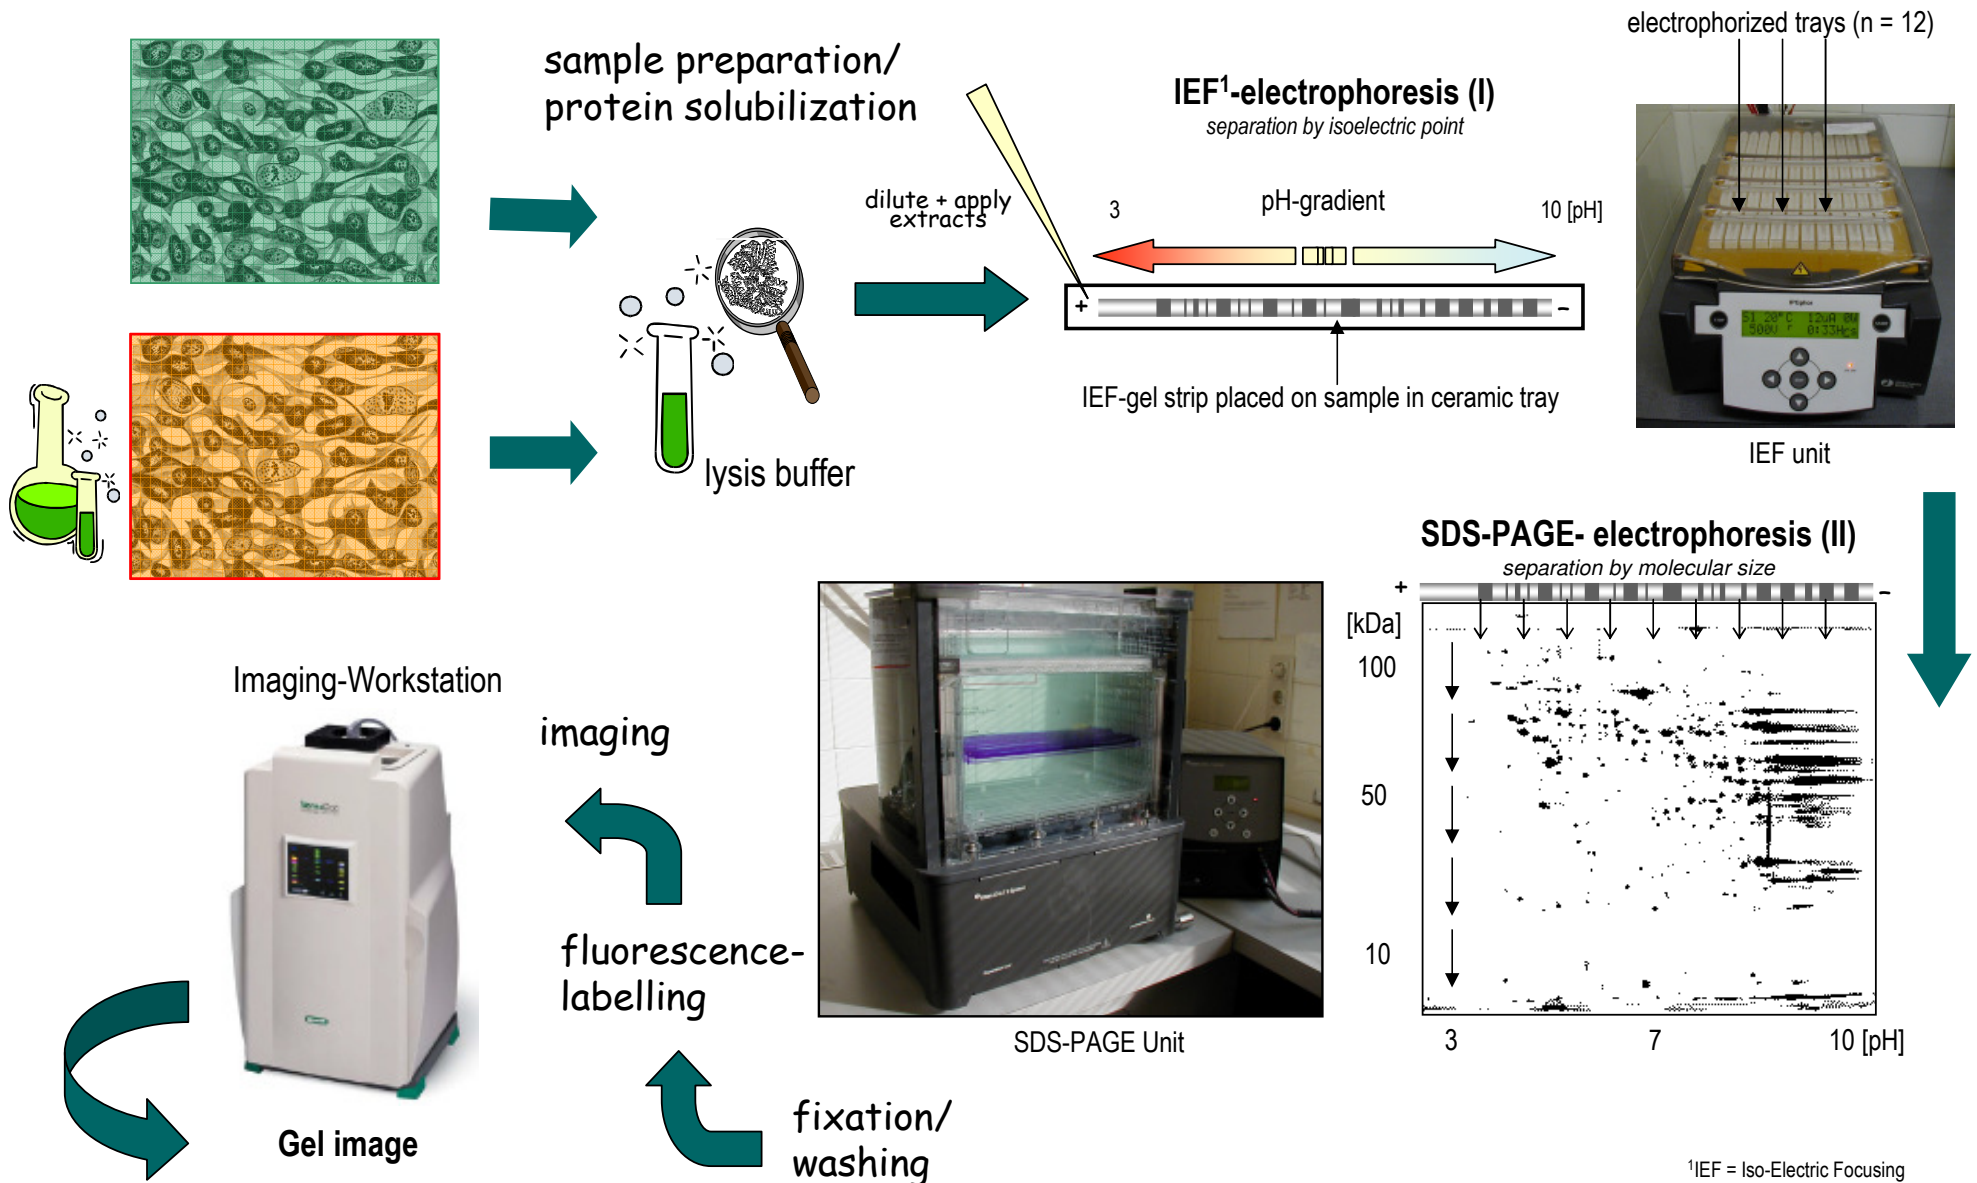 electrophorized trays (n = 12)
sample preparation/
protein solubilization
IEF¹-electrophoresis (I)
separation by isoelectric point
dilute + apply
extracts
3
pH-gradient
10 [pH]
+
-
IEF-gel strip placed on sample in ceramic tray
IEF unit
lysis buffer
SDS-PAGE- electrophoresis (II)
separation by molecular size
+
-
[kDa]
100
50
10
3
7
10 [pH]
SDS-PAGE Unit
Imaging-Workstation
imaging
fluorescence-
labelling
fixation/
washing
Gel image
¹IEF = Iso-Electric Focusing